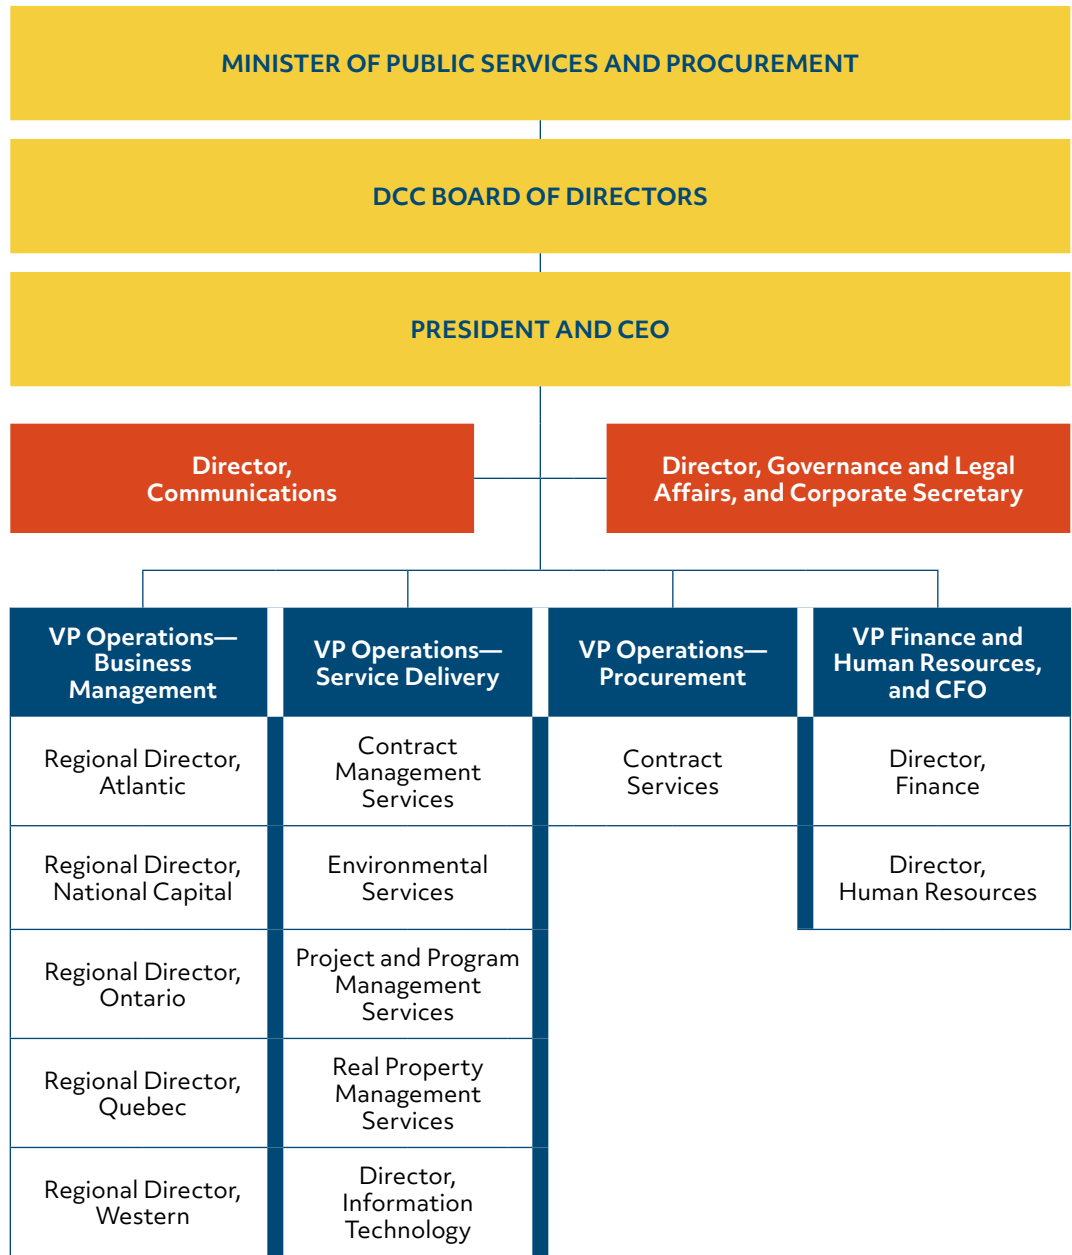 MINISTER OF PUBLIC SERVICES AND PROCUREMENT
DCC BOARD OF DIRECTORS
PRESIDENT AND CEO
Director,
Communications
Director, Governance and Legal
Affairs, and Corporate Secretary
VP Operations—
Business
Management
VP Operations—
Service Delivery
VP Operations—
Procurement
VP Finance and
Human Resources,
and CFO
Regional Director,
Atlantic
Contract
Management
Services
Contract
Services
Director,
Finance
Regional Director,
National Capital
Environmental
Services
Director,
Human Resources
Regional Director,
Ontario
Project and Program
Management
Services
Regional Director,
Quebec
Real Property
Management
Services
Regional Director,
Western
Director,
Information
Technology